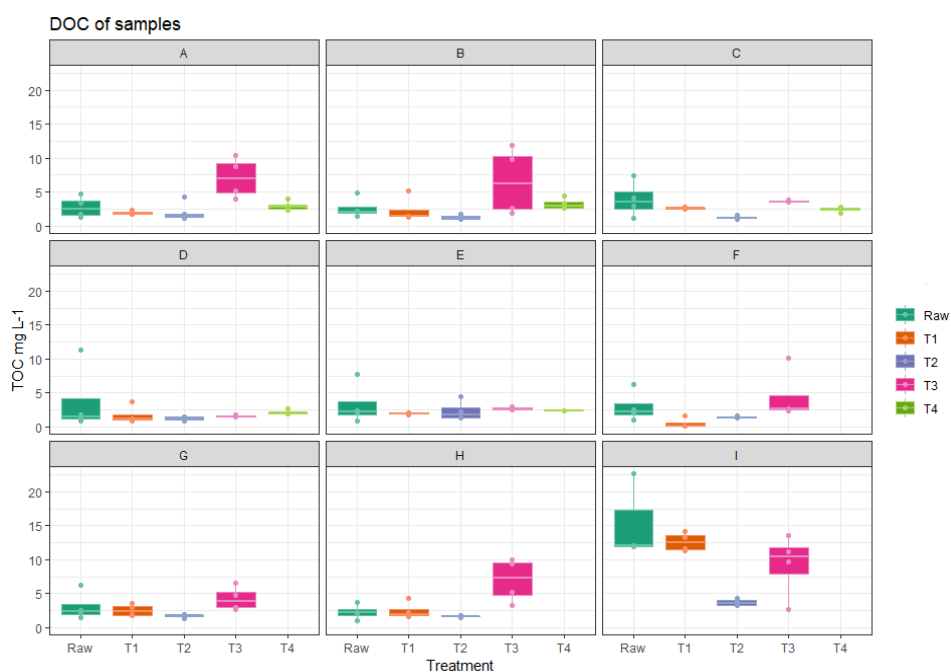 DOC of samples
A B C
20
15
10
5
0
D E F
20
15
10
5
0
G H I
20
15
10
5
0
TOC mg L-1
Raw T1 T2 T3 T4 Raw T1 T2 T3 T4 Raw T1 T2 T3 T4
Treatment
Raw
T1
T2
T3
T4